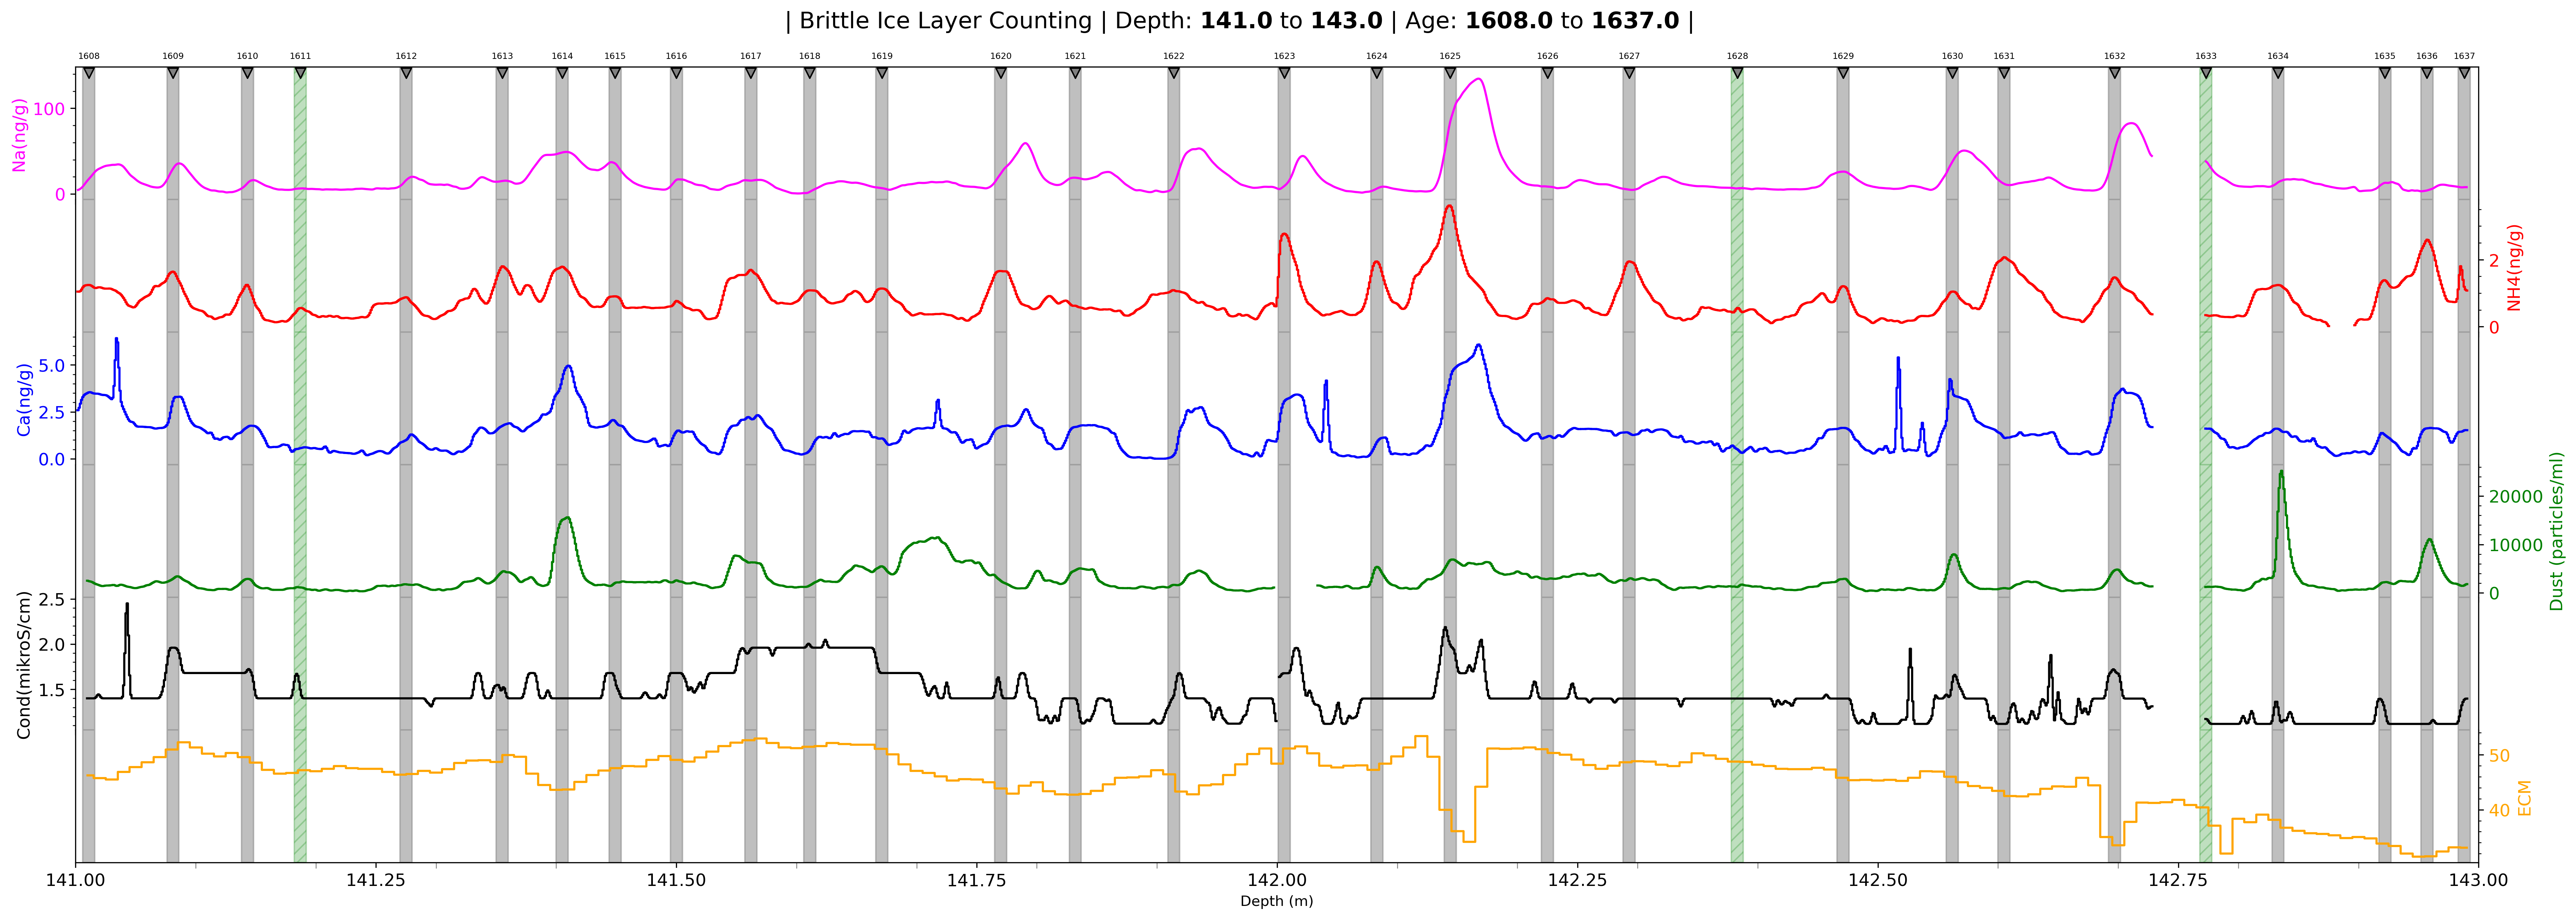 | Brittle Ice Layer Counting | Depth: 141.0 to 143.0 | Age: 1608.0 to 1637.0 |
1608 1609 1610 1611 1612 1613 1614 1615 1616 1617 1618 1619 1620 1621 1622 1623 1624 1625 1626 1627 1628 1629 1630 1631 1632 1633 1634 1635 1636 1637
Na(ng/g)
100
0
NH4(ng/g)
2
0
Ca(ng/g)
5.0
2.5
0.0
Dust (particles/ml)
20000
10000
0
Cond(mikroS/cm)
2.5
2.0
1.5
ECM
50
40
141.00 141.25 141.50 141.75 142.00 142.25 142.50 142.75 143.00
Depth (m)